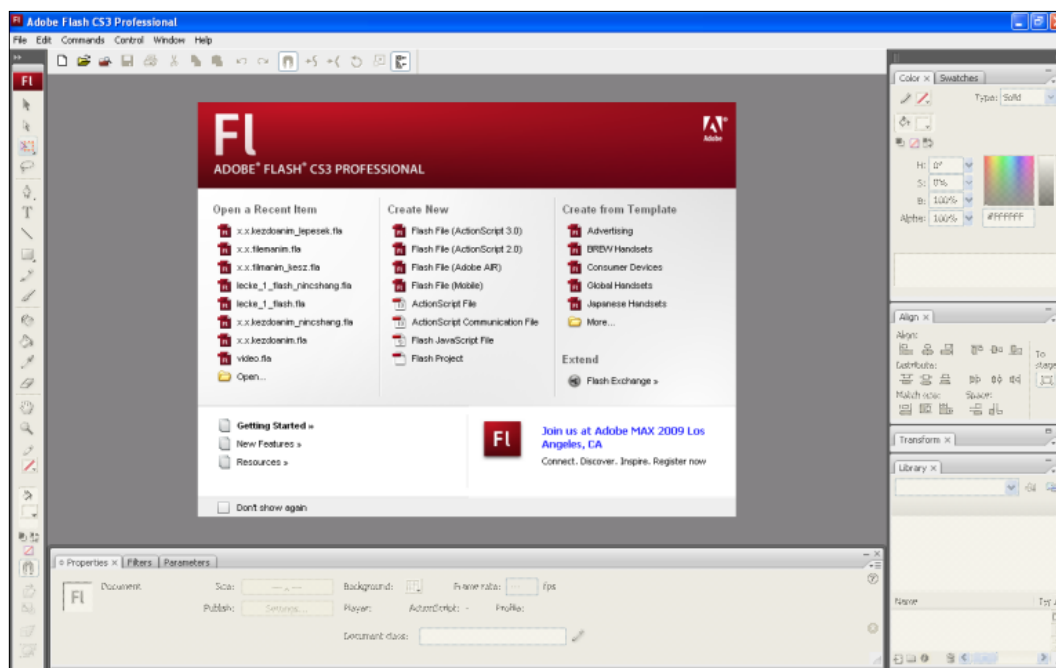 Adobe Flash CS3 Professional
File Edit Commands Control Window Help
Fl
Fl
Adobe
ADOBE® FLASH® CS3 PROFESSIONAL
Open a Recent Item
x.x.kezdoanim_lepesek.fla
x.x.filemanim.fla
x.x.filmanim_kesz.fla
lecke_1_flash_nincshang.fla
lecke_1_flash.fla
x.x.kezdoanim_nincshang.fla
x.x.kezdoanim.fla
video.fla
Open...
Create New
Flash File (ActionScript 3.0)
Flash File (ActionScript 2.0)
Flash File (Adobe AIR)
Flash File (Mobile)
ActionScript File
ActionScript Communication File
Flash JavaScript File
Flash Project
Create from Template
Advertising
BREW Handsets
Consumer Devices
Global Handsets
Japanese Handsets
More...
Extend
Flash Exchange »
Getting Started »
New Features »
Resources »
Fl
Join us at Adobe MAX 2009 Los
Angeles, CA
Connect. Discover. Inspire. Register now
Don't show again
Color x Swatches
Type: Solid
H: 0°
S: 0%
B: 100%
Alpha: 100% #FFFFFF
Align x
Align:
Distribute:
To
stage:
Match size: Space:
Transform x
Library x
Name
Properties x Filters Parameters
Fl
Document
Size:
Background:
Frame rate:
fps
Publish: Settings...
Player: ActionScript: - Profile:
Document class: